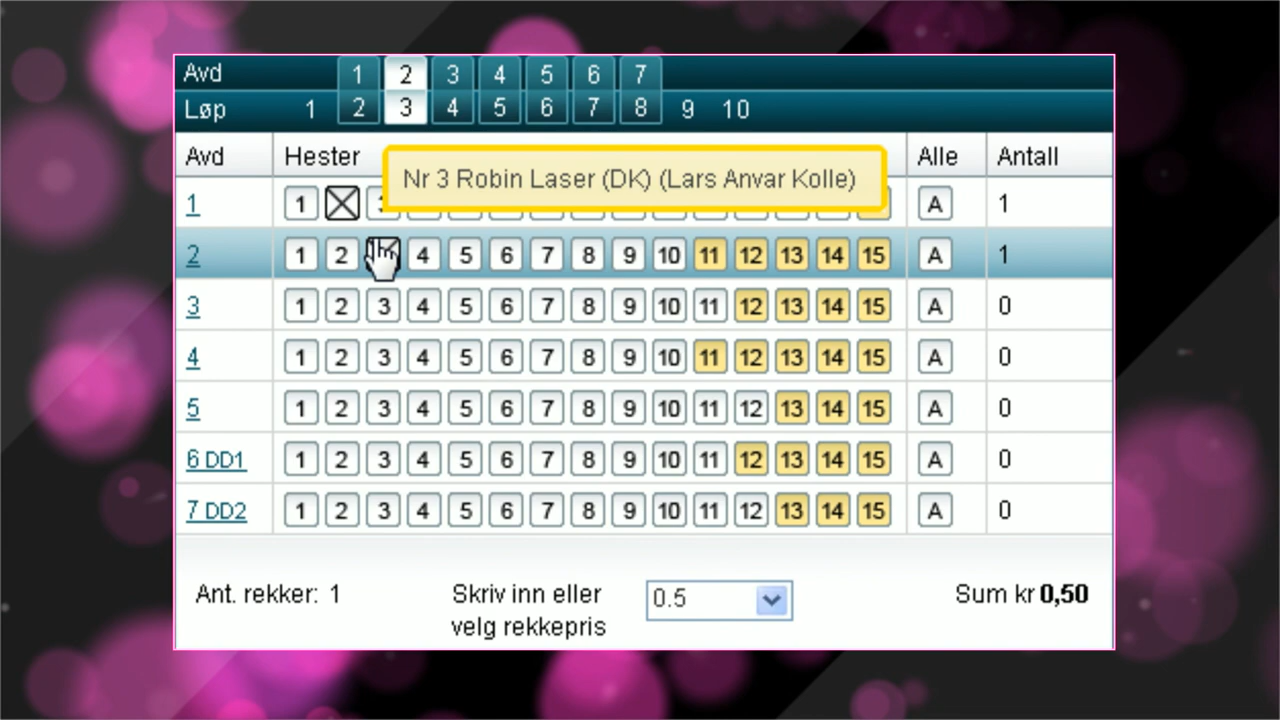 Avd 1 2 3 4 5 6 7
Løp 1 2 3 4 5 6 7 8 9 10
Avd Hester Alle Antall
Nr 3 Robin Laser (DK) (Lars Anvar Kolle)
1 1 A 1
2 1 2 4 5 6 7 8 9 10 11 12 13 14 15 A 1
3 1 2 3 4 5 6 7 8 9 10 11 12 13 14 15 A 0
4 1 2 3 4 5 6 7 8 9 10 11 12 13 14 15 A 0
5 1 2 3 4 5 6 7 8 9 10 11 12 13 14 15 A 0
6 DD1 1 2 3 4 5 6 7 8 9 10 11 12 13 14 15 A 0
7 DD2 1 2 3 4 5 6 7 8 9 10 11 12 13 14 15 A 0
Ant. rekker: 1 Skriv inn eller 0.5 Sum kr 0,50
velg rekkepris